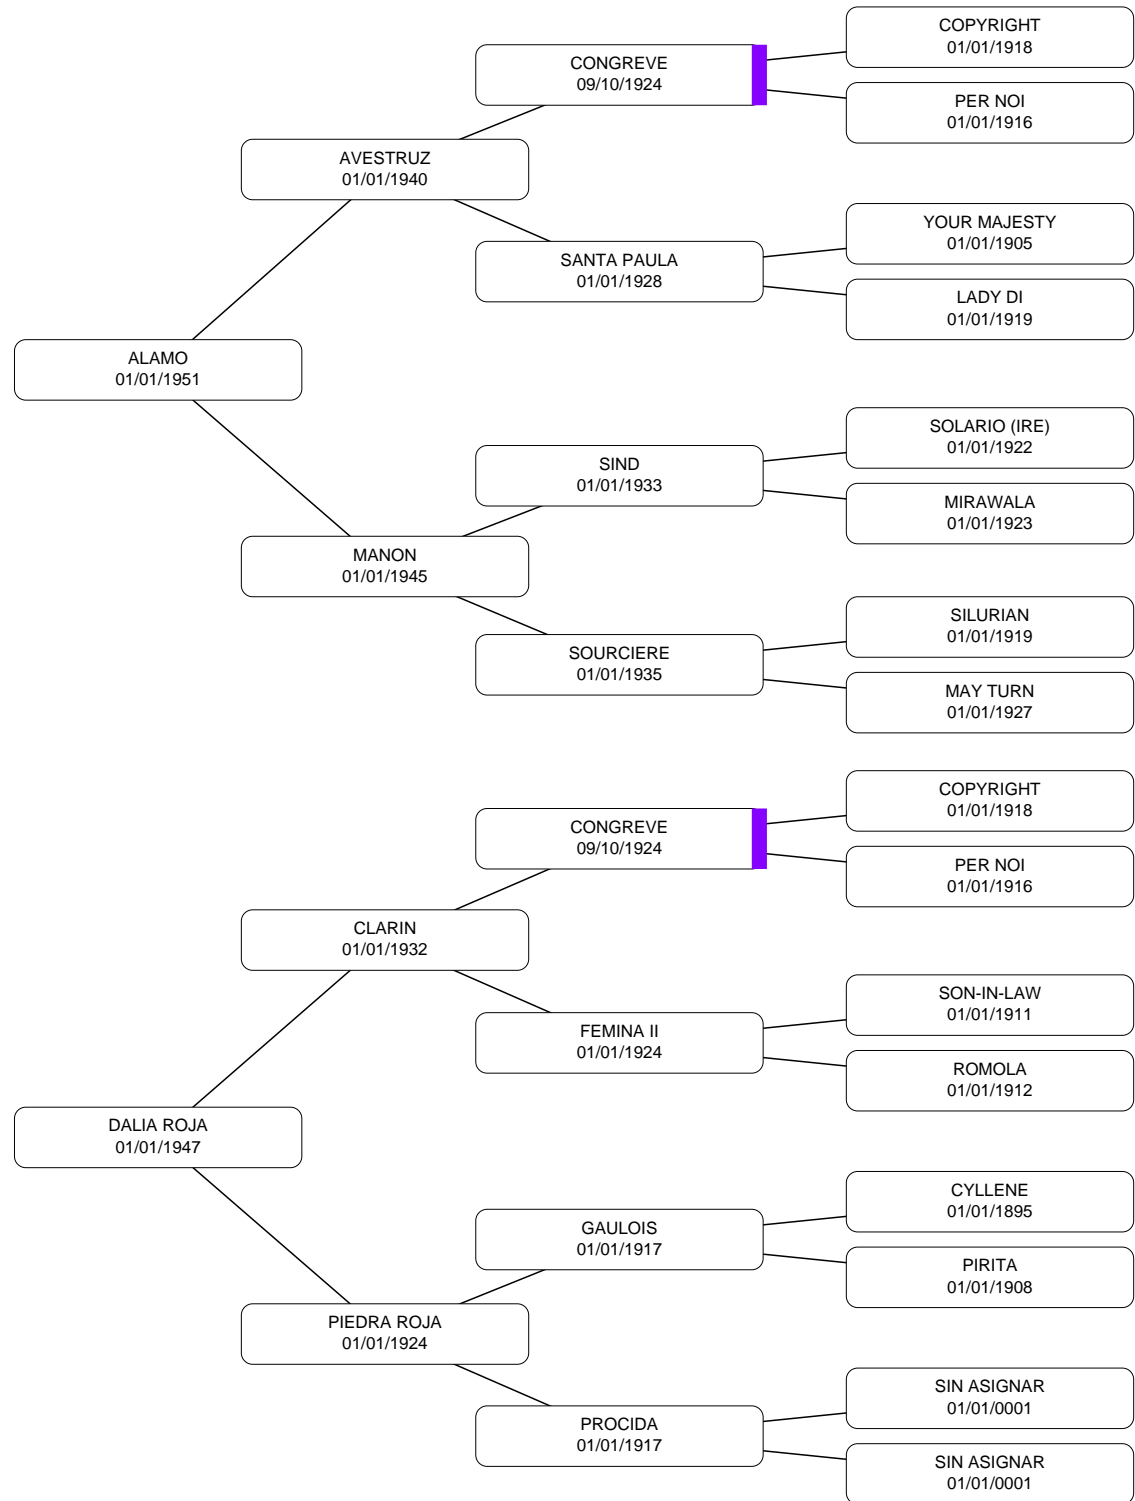 COPYRIGHT
01/01/1918
CONGREVE
09/10/1924
PER NOI
01/01/1916
AVESTRUZ
01/01/1940
YOUR MAJESTY
01/01/1905
SANTA PAULA
01/01/1928
LADY DI
01/01/1919
ALAMO
01/01/1951
SOLARIO (IRE)
01/01/1922
SIND
01/01/1933
MIRAWALA
01/01/1923
MANON
01/01/1945
SILURIAN
01/01/1919
SOURCIERE
01/01/1935
MAY TURN
01/01/1927
COPYRIGHT
01/01/1918
CONGREVE
09/10/1924
PER NOI
01/01/1916
CLARIN
01/01/1932
SON-IN-LAW
01/01/1911
FEMINA II
01/01/1924
ROMOLA
01/01/1912
DALIA ROJA
01/01/1947
CYLLENE
01/01/1895
GAULOIS
01/01/1917
PIRITA
01/01/1908
PIEDRA ROJA
01/01/1924
SIN ASIGNAR
01/01/0001
PROCIDA
01/01/1917
SIN ASIGNAR
01/01/0001